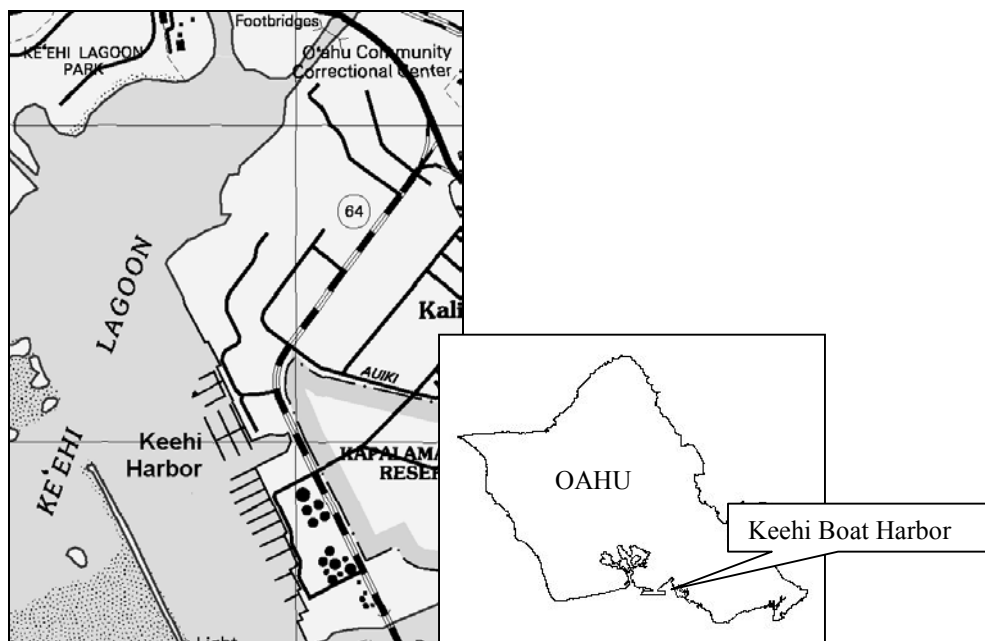 Footbridges
O‘ahu Community
Correctional Center
KE‘EHI LAGOON
PARK
64
LAGOON
Kali
AUIKI
Keehi
Harbor
KAPALAMA
RESER
KE‘EHI
Light
OAHU
Keehi Boat Harbor